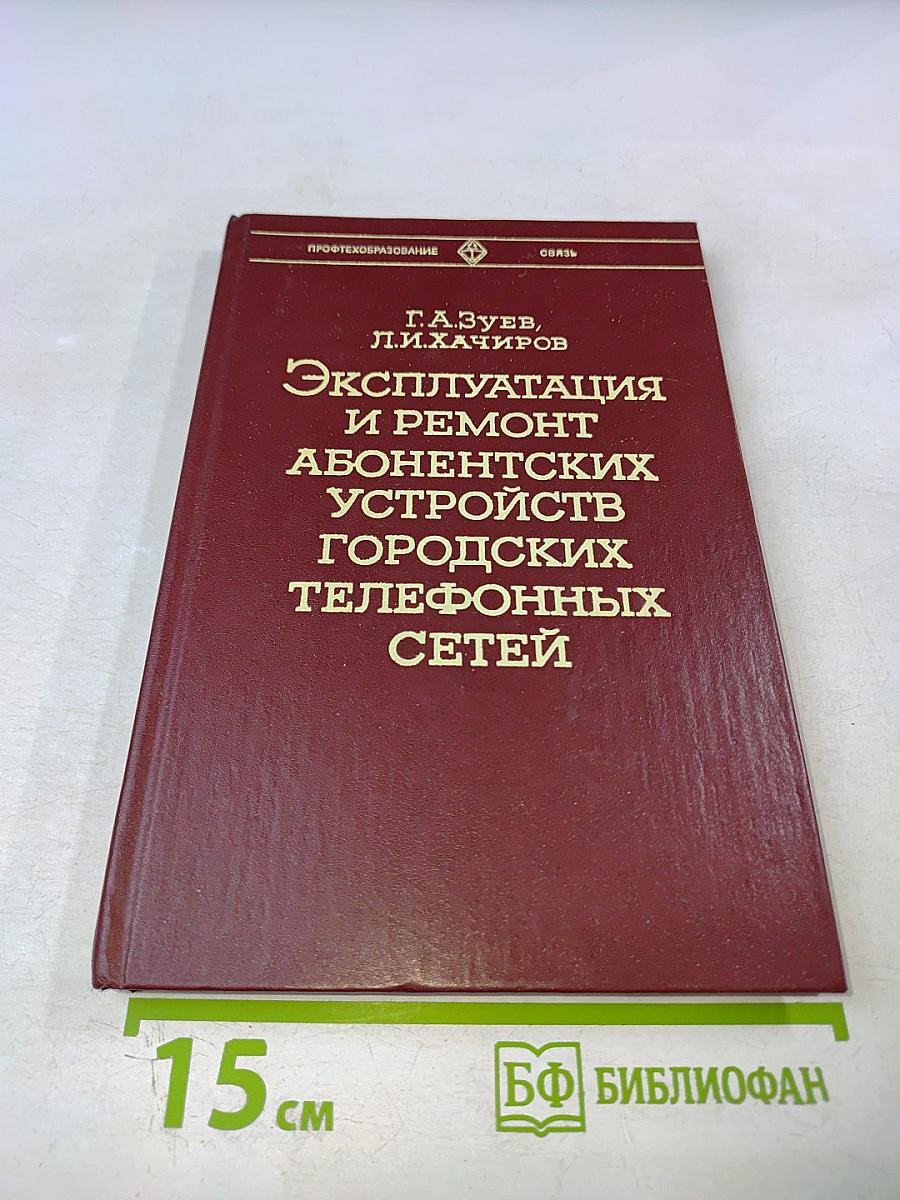 ПРОФТЕХОБРАЗОВАНИЕ СВЯЗЬ
Г.А.Зуев,
Л.И.Хачиров
Эксплуатация
и ремонт
абонентских
устройств
городских
телефонных
сетей
15 см
БФ БИБЛИОФАН